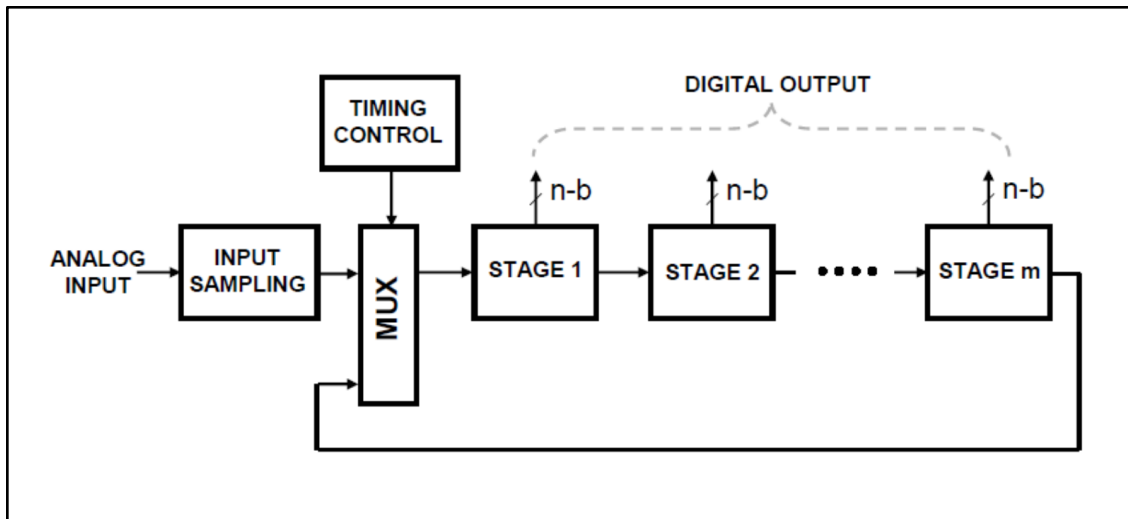 DIGITAL OUTPUT
TIMING
CONTROL
n-b
n-b
n-b
ANALOG
INPUT
INPUT
SAMPLING
MUX
STAGE 1
STAGE 2
STAGE m